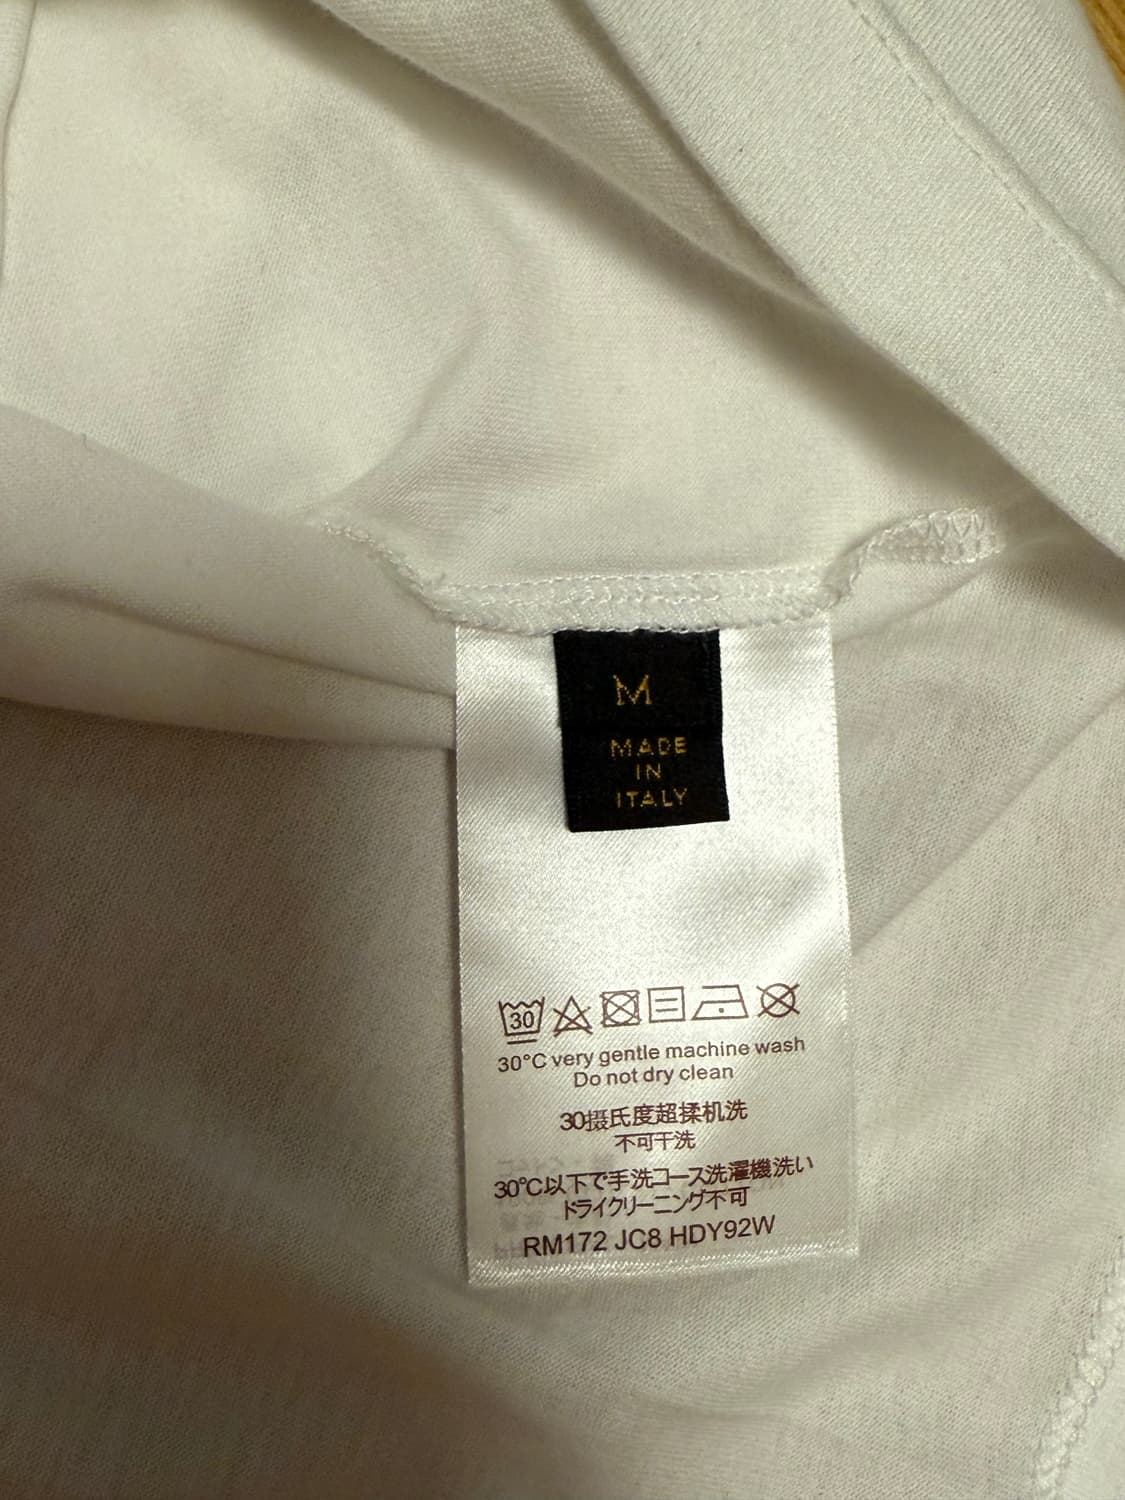 M
MADE
IN
ITALY
30
30°C very gentle machine wash
Do not dry clean
30摄氏度超揉机洗
不可干洗
30℃以下で手洗コース洗濯機洗い
ドライクリーニング不可
RM172 JC8 HDY92W